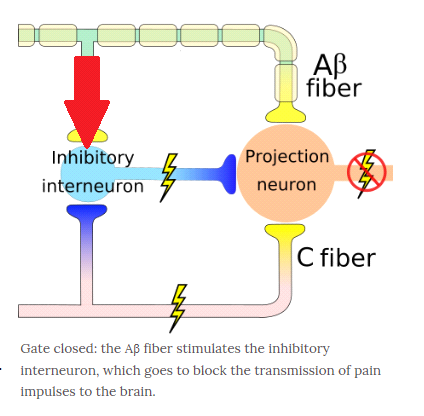 Aβ
fiber
Inhibitory
interneuron
Projection
neuron
C fiber
Gate closed: the Aβ fiber stimulates the inhibitory
interneuron, which goes to block the transmission of pain
impulses to the brain.